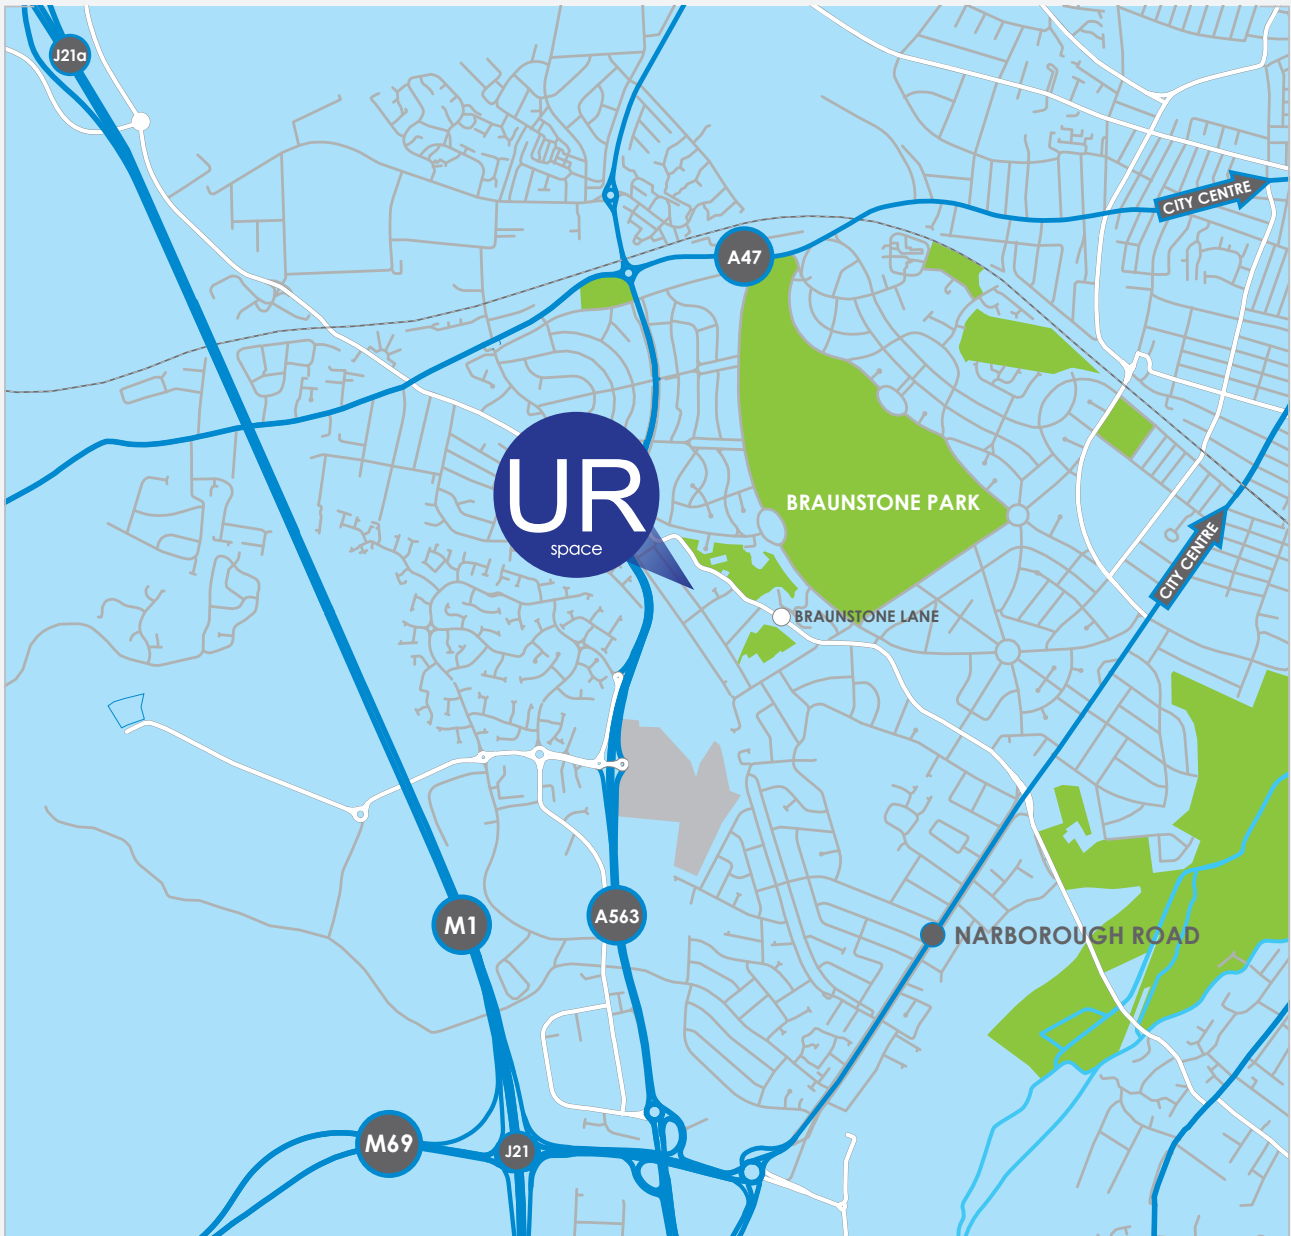 J21a
CITY CENTRE
A47
UR
space
BRAUNSTONE PARK
CITY CENTRE
BRAUNSTONE LANE
M1
A563
NARBOROUGH ROAD
M69
J21